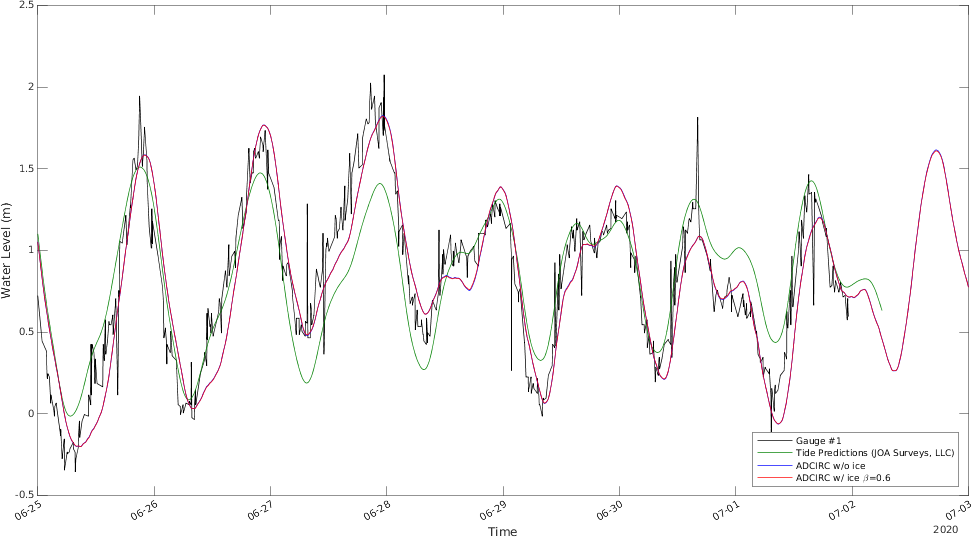 2.5
2
1.5
1
0.5
0
-0.5
Water Level (m)
Gauge #1
Tide Predictions (JOA Surveys, LLC)
ADCIRC w/o ice
ADCIRC w/ ice β=0.6
06-25
06-26
06-27
06-28
06-29
06-30
07-01
07-02
07-03
Time
2020